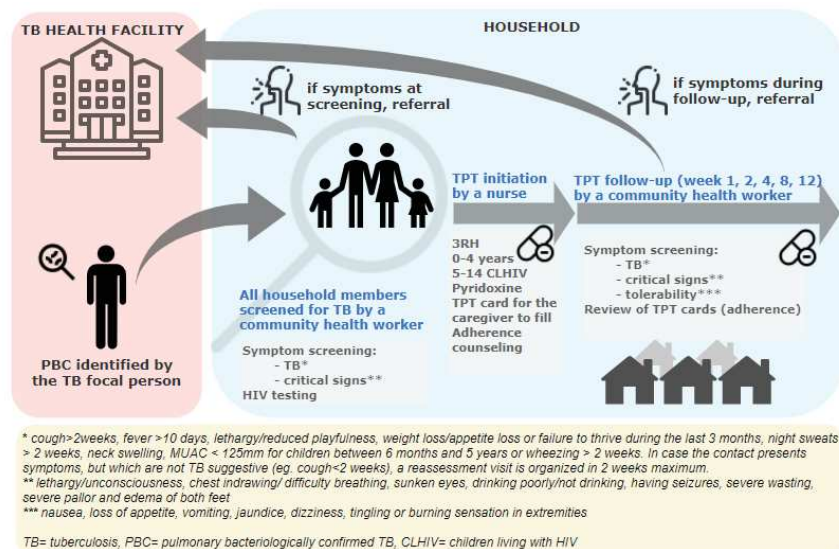 TB HEALTH FACILITY
HOUSEHOLD
if symptoms at
screening, referral
if symptoms during
follow-up, referral
TPT initiation
by a nurse
TPT follow-up (week 1, 2, 4, 8, 12)
by a community health worker
3RH
0-4 years
5-14 CLHIV
Pyridoxine
TPT card for the
caregiver to fill
Adherence
counseling
Symptom screening:
- TB*
- critical signs**
- tolerability***
Review of TPT cards (adherence)
All household members
screened for TB by a
community health worker
Symptom screening:
- TB*
- critical signs**
HIV testing
PBC identified by
the TB focal person
* cough>2weeks, fever >10 days, lethargy/reduced playfulness, weight loss/appetite loss or failure to thrive during the last 3 months, night sweats
> 2 weeks, neck swelling, MUAC < 125mm for children between 6 months and 5 years or wheezing > 2 weeks. In case the contact presents
symptoms, but which are not TB suggestive (eg. cough<2 weeks), a reassessment visit is organized in 2 weeks maximum.
** lethargy/unconsciousness, chest indrawing/ difficulty breathing, sunken eyes, drinking poorly/not drinking, having seizures, severe wasting,
severe pallor and edema of both feet
*** nausea, loss of appetite, vomiting, jaundice, dizziness, tingling or burning sensation in extremities
TB= tuberculosis, PBC= pulmonary bacteriologically confirmed TB, CLHIV= children living with HIV